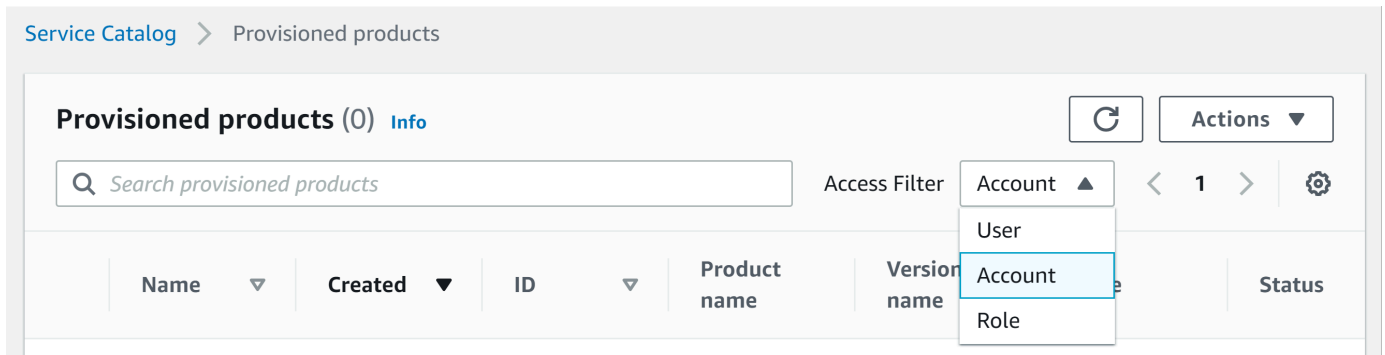 Service Catalog > Provisioned products
Provisioned products (0) Info
Actions
Search provisioned products
Access Filter Account 1
User
Account
Role
Name Created ID Product name Version name Status